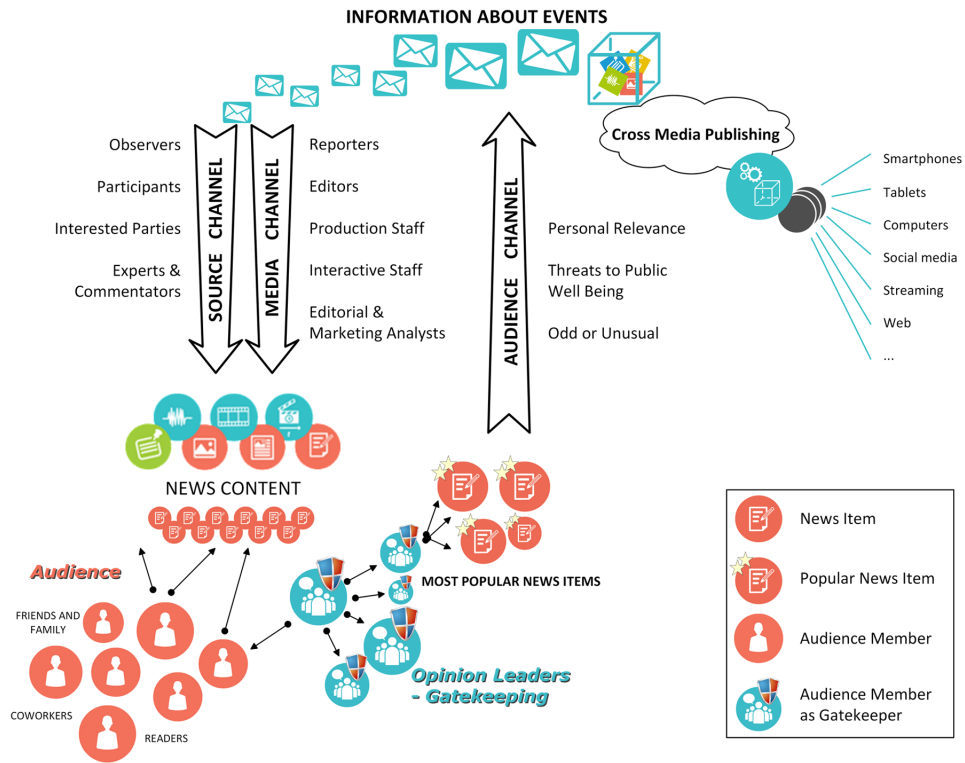 INFORMATION ABOUT EVENTS
Cross Media Publishing
Smartphones
Tablets
Computers
Social media
Streaming
Web
...
Observers
Participants
Interested Parties
Experts &
Commentators
SOURCE CHANNEL
MEDIA CHANNEL
Reporters
Editors
Production Staff
Interactive Staff
Editorial &
Marketing Analysts
AUDIENCE CHANNEL
Personal Relevance
Threats to Public
Well Being
Odd or Unusual
NEWS CONTENT
MOST POPULAR NEWS ITEMS
Audience
FRIENDS AND
FAMILY
COWORKERS
READERS
Opinion Leaders
- Gatekeeping
News Item
Popular News Item
Audience Member
Audience Member
as Gatekeeper